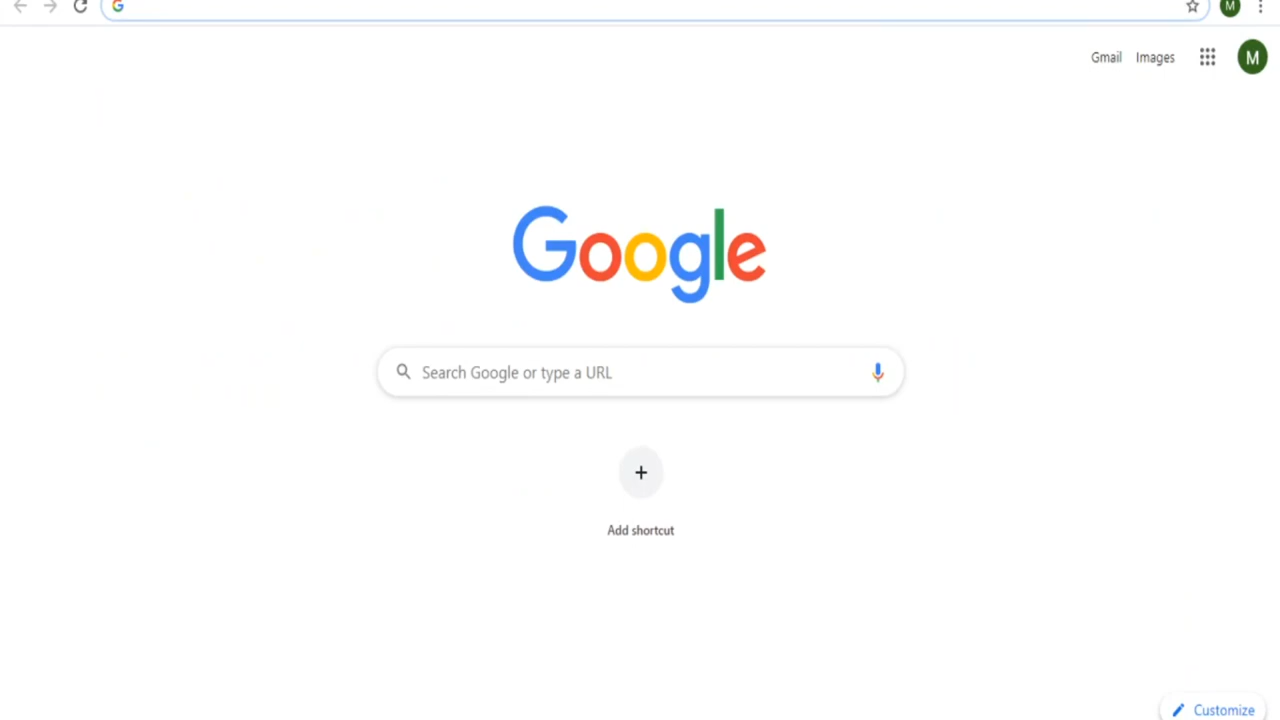 M
Gmail Images M
Google
Search Google or type a URL
Add shortcut
Customize